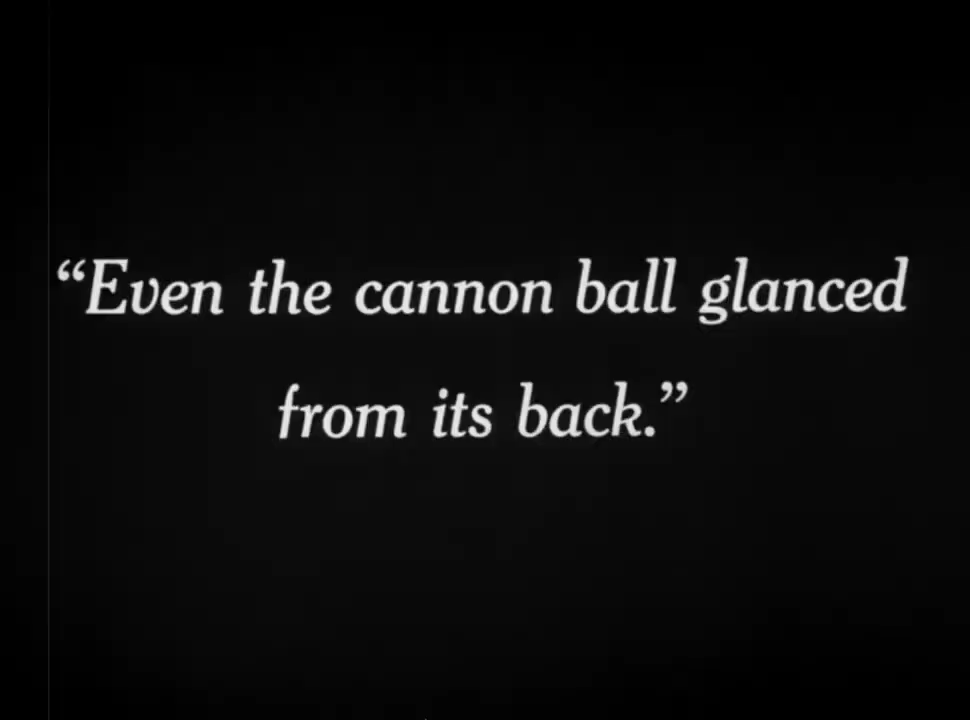 “Even the cannon ball glanced
from its back.”